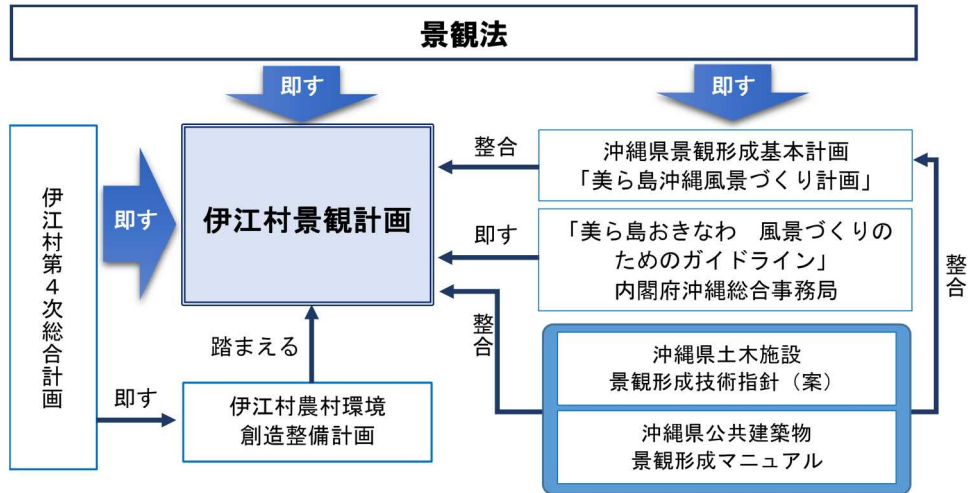 景観法
即す
即す
伊江村第４次総合計画
即す
伊江村景観計画
整合
沖縄県景観形成基本計画
「美ら島沖縄風景づくり計画」
即す
「美ら島おきなわ　風景づくりの
ためのガイドライン」
内閣府沖縄総合事務局
整合
整合
踏まえる
即す
伊江村農村環境
創造整備計画
沖縄県土木施設
景観形成技術指針（案）
沖縄県公共建築物
景観形成マニュアル